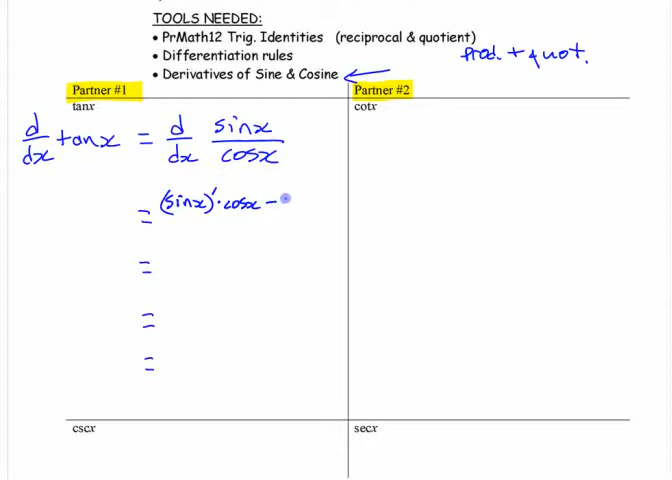 TOOLS NEEDED:
• PrMath12 Trig. Identities (reciprocal & quotient)
• Differentiation rules
prod. + quot.
• Derivatives of Sine & Cosine
Partner #1
Partner #2
tanx
cotx
d/dx tanx = d/dx sinx/cosx
= (sinx)'·cosx −
=
=
=
cscx
secx